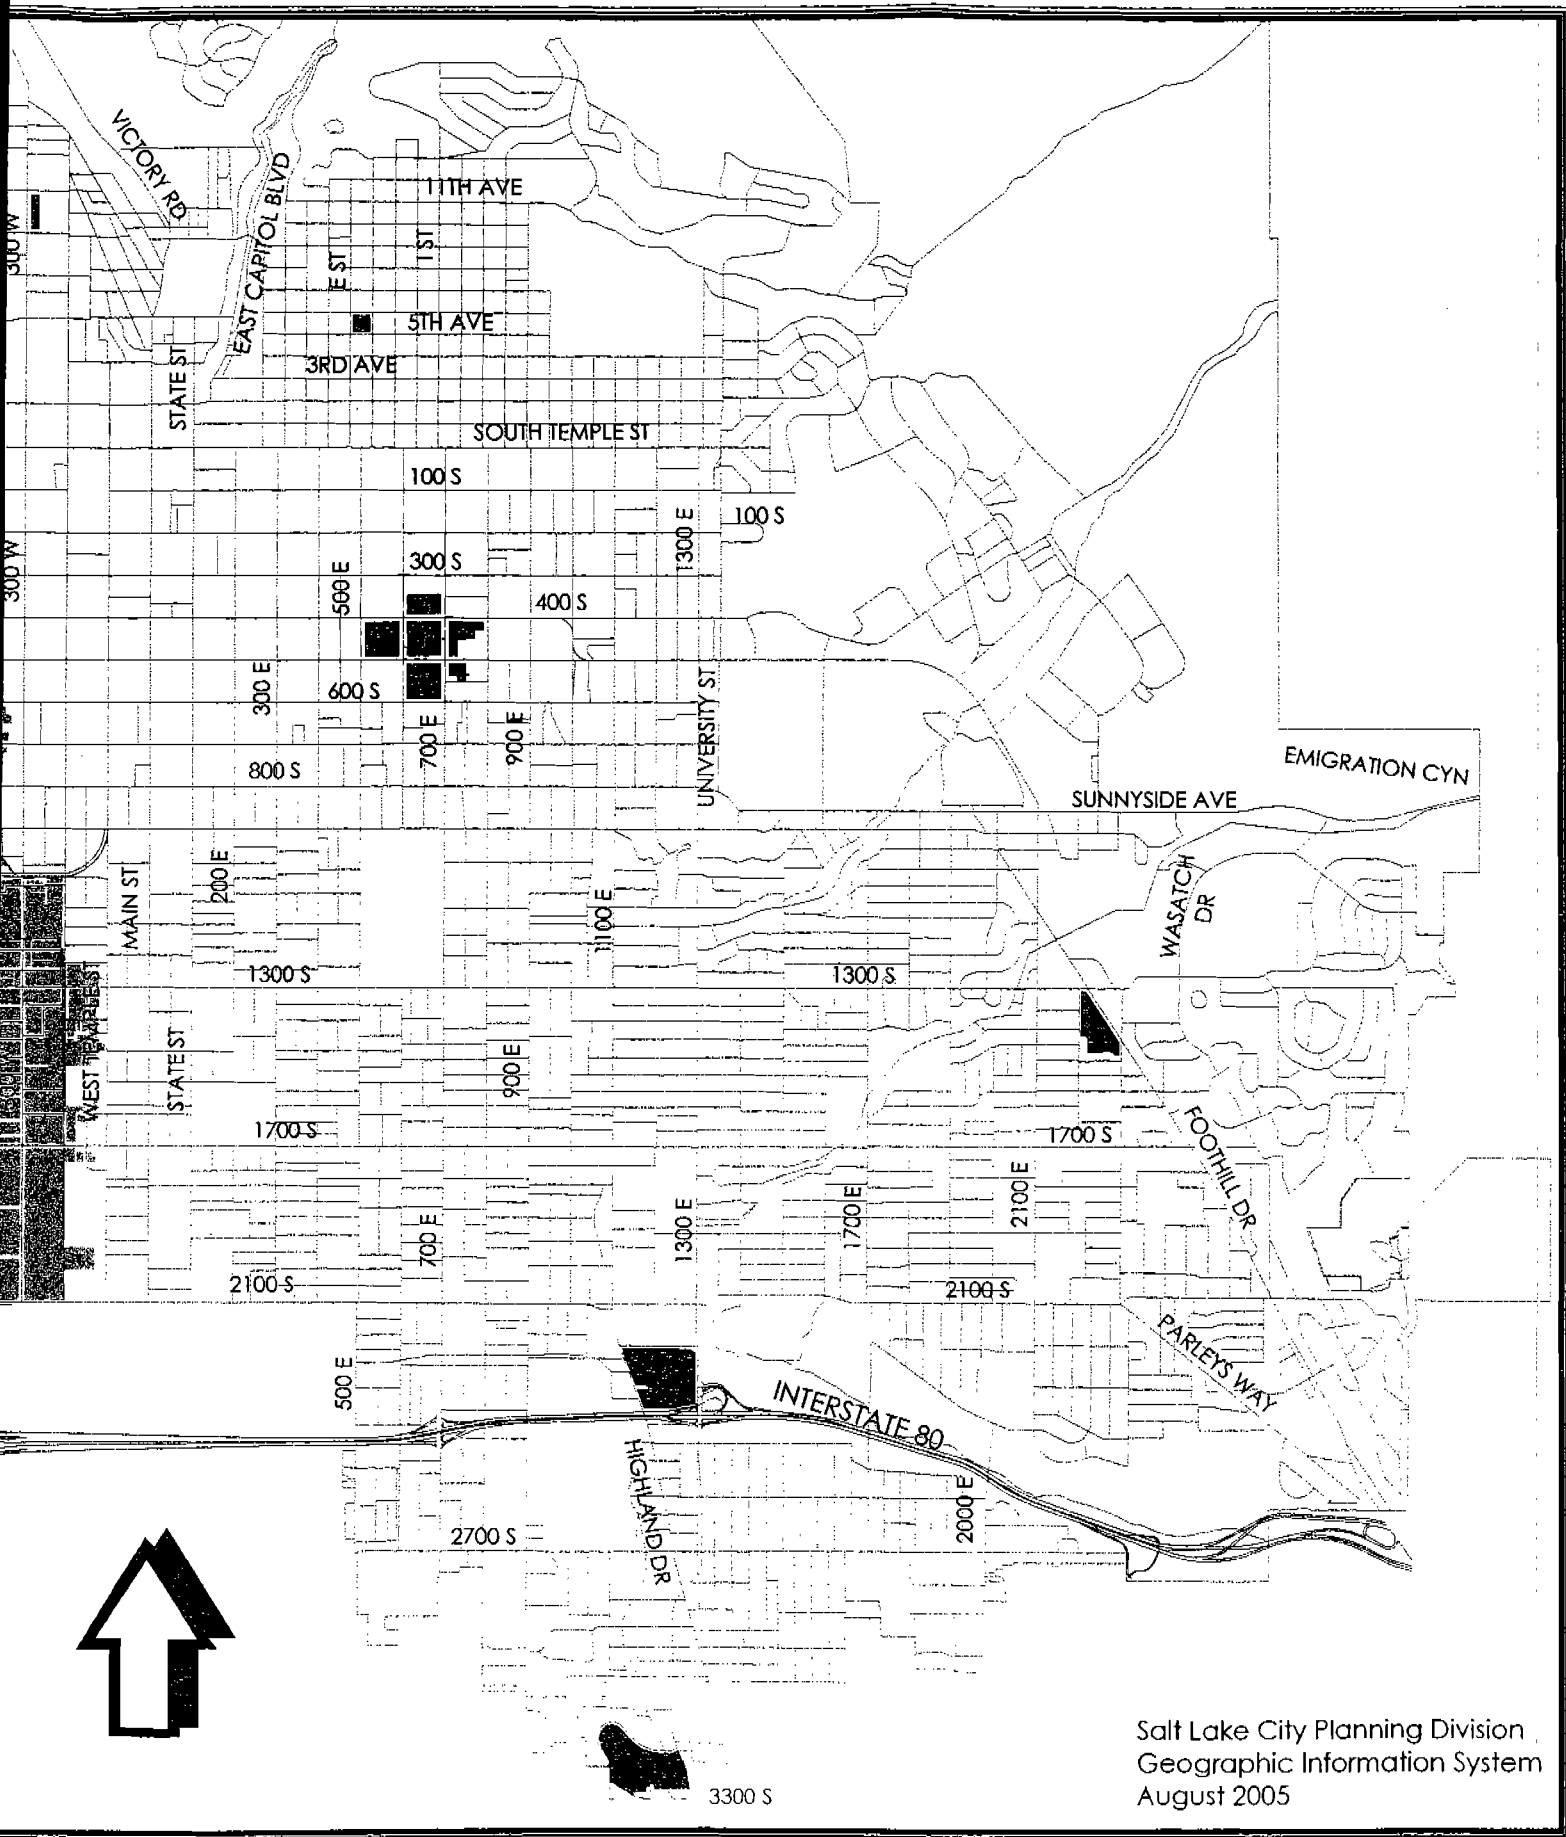 VICTORY RD
EAST CAPITOL BLVD
11TH AVE
300 W
I ST
E ST
5TH AVE
3RD AVE
STATE ST
SOUTH TEMPLE ST
100 S
100 S
1300 E
300 S
300 W
500 E
400 S
300 E
600 S
UNIVERSITY ST
700 E
900 E
800 S
EMIGRATION CYN
SUNNYSIDE AVE
200 E
MAIN ST
1100 E
WASATCH
DR
1300 S
1300 S
WEST TEMPLE ST
STATE ST
900 E
1700 S
1700 S
FOOTHILL DR
2100 E
1700 E
1300 E
700 E
2100 S
2100 S
PARLEYS WAY
500 E
INTERSTATE 80
HIGHLAND DR
2000 E
2700 S
3300 S
Salt Lake City Planning Division
Geographic Information System
August 2005